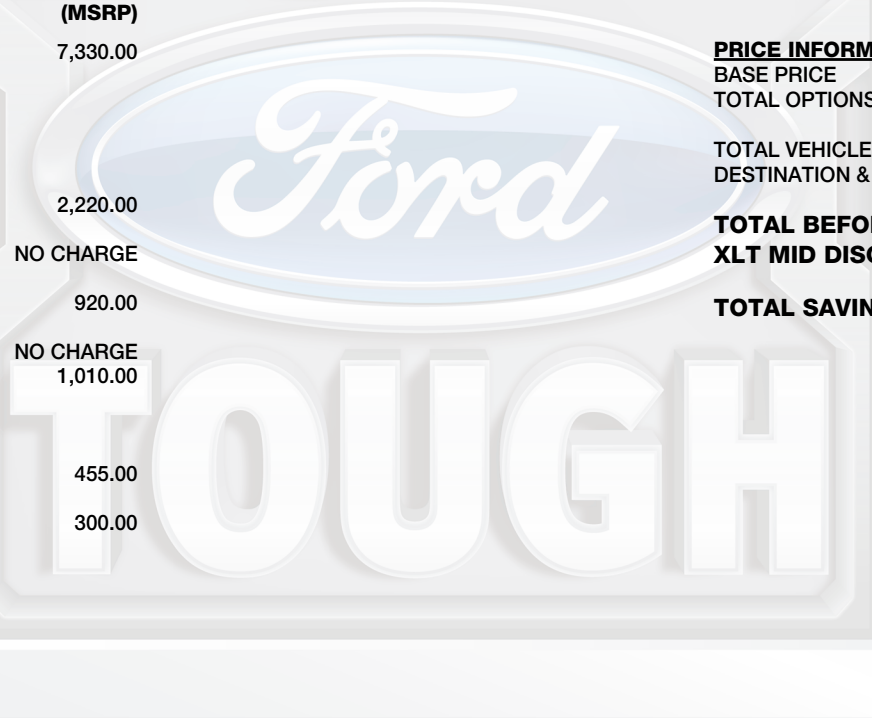 (MSRP)
7,330.00
2,220.00
NO CHARGE
920.00
NO CHARGE
1,010.00
455.00
300.00
PRICE INFORM
BASE PRICE
TOTAL OPTIONS
TOTAL VEHICLE
DESTINATION &
TOTAL BEFO
XLT MID DISC
TOTAL SAVIN
Ford
TOUGH